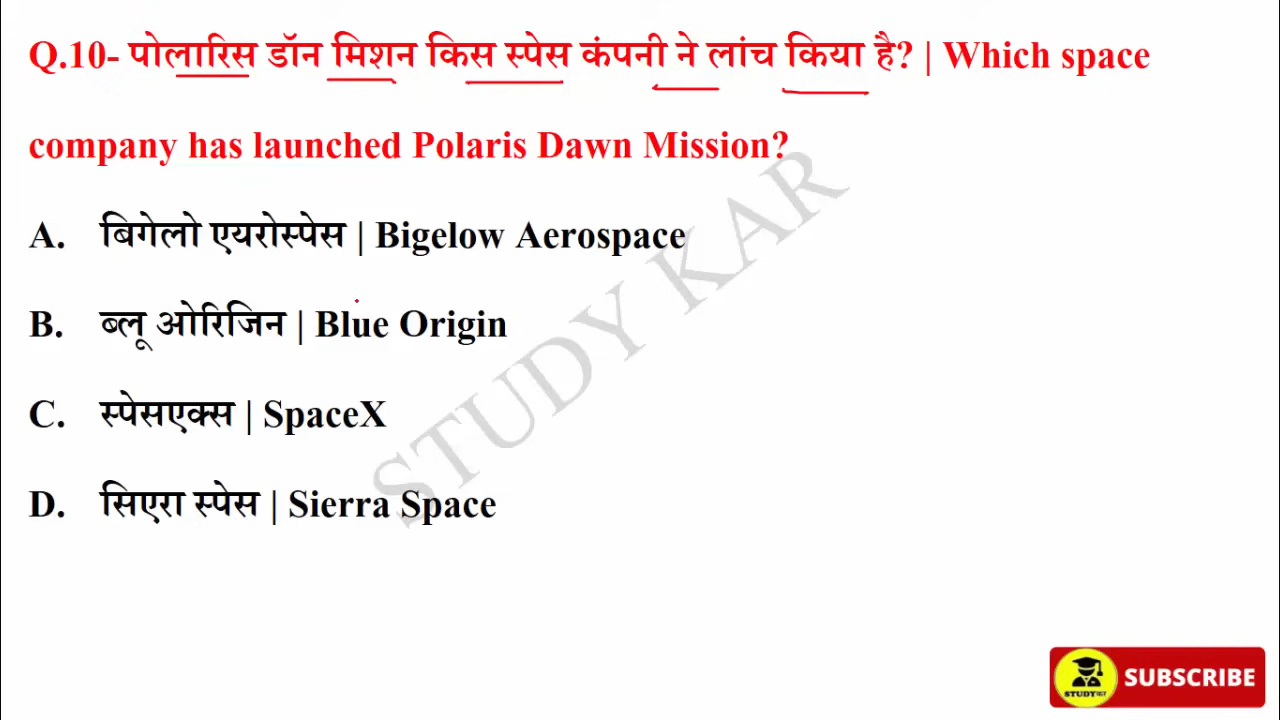 Q.10- पोलारिस डॉन मिशन किस स्पेस कंपनी ने लांच किया है? | Which space
company has launched Polaris Dawn Mission?
A. बिगेलो एयरोस्पेस | Bigelow Aerospace
B. ब्लू ओरिजिन | Blue Origin
C. स्पेसएक्स | SpaceX
D. सिएरा स्पेस | Sierra Space
STUDY KAR
SUBSCRIBE
STUDYकर